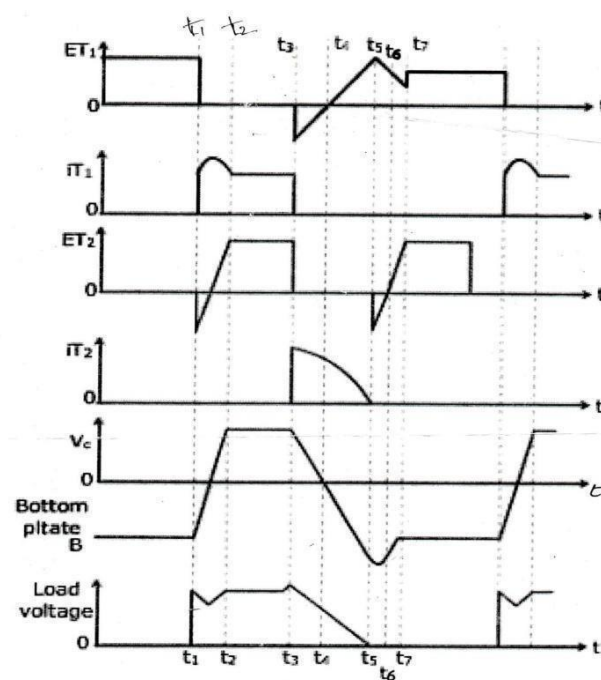 t₁ t₂
t₃ t₄ t₅ t₆ t₇
ET₁
0
t
iT₁
0
t
ET₂
0
t
iT₂
0
t
Vc
0
t
Bottom
pltate
B
Load
voltage
0
t
t₁ t₂ t₃ t₄ t₅ t₆ t₇